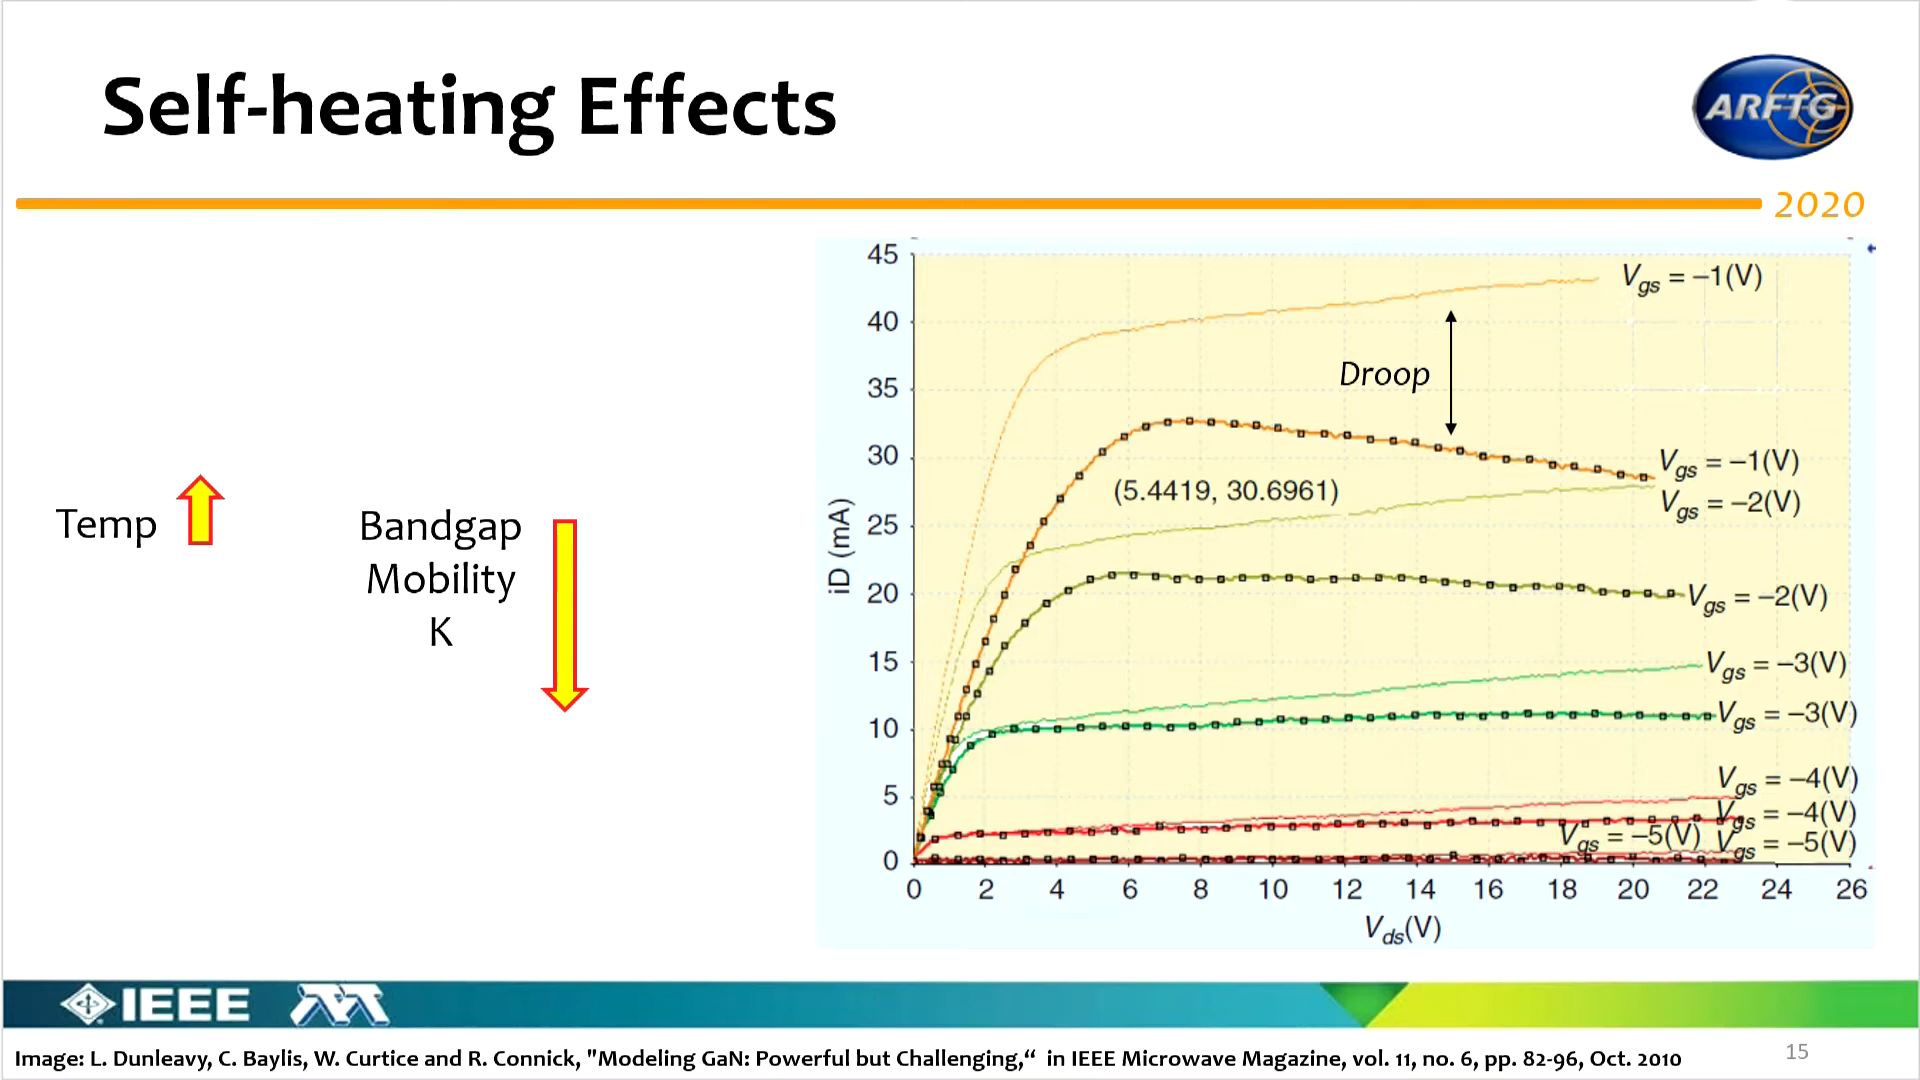 Self-heating Effects
ARFTG
2020
Temp
Bandgap
Mobility
K
45
40
35
30
25
20
15
10
5
0
iD (mA)
Vgs = –1(V)
Droop
Vgs = –1(V)
(5.4419, 30.6961)
Vgs = –2(V)
Vgs = –2(V)
Vgs = –3(V)
Vgs = –3(V)
Vgs = –4(V)
Vgs = –4(V)
Vgs = –5(V)
Vgs = –5(V)
0 2 4 6 8 10 12 14 16 18 20 22 24 26
Vds(V)
IEEE
Image: L. Dunleavy, C. Baylis, W. Curtice and R. Connick, "Modeling GaN: Powerful but Challenging,“ in IEEE Microwave Magazine, vol. 11, no. 6, pp. 82-96, Oct. 2010
15